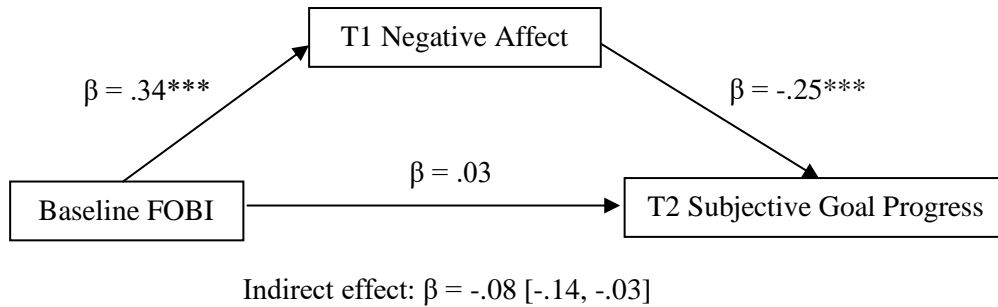 T1 Negative Affect
β = .34***
β = -.25***
β = .03
Baseline FOBI
T2 Subjective Goal Progress
Indirect effect: β = -.08 [-.14, -.03]